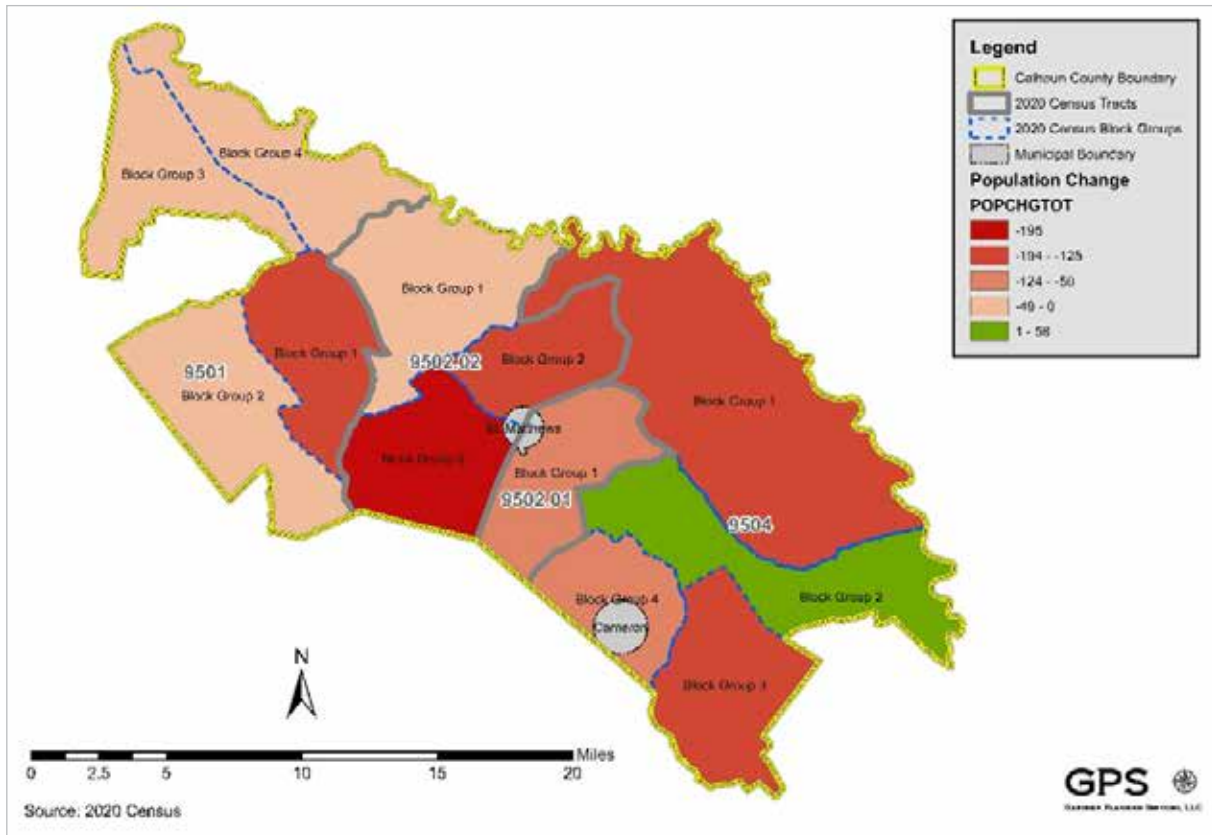 Legend
Calhoun County Boundary
2020 Census Tracts
2020 Census Block Groups
Municipal Boundary
Population Change
POPCHGTOT
-195
-194 - -125
-124 - -50
-49 - 0
1 - 58
Block Group 4
Block Group 3
Block Group 1
Block Group 1
9502.02
Block Group 2
9501
Block Group 2
Block Group 1
St. Matthews
Block Group
Block Group 1
9502.01
9504
Block Group 4
Block Group 2
Cameron
Block Group 3
N
Miles
0 2.5 5 10 15 20
Source: 2020 Census
GPS